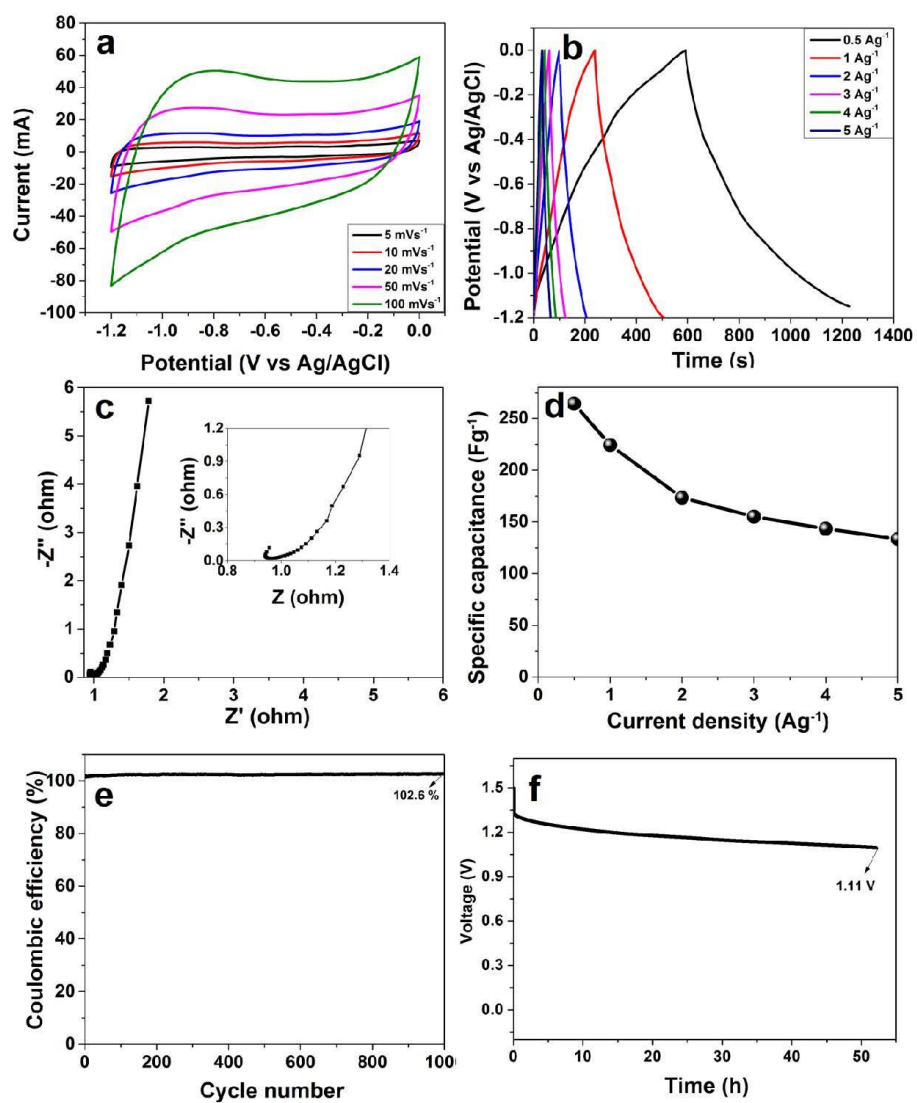 a
80
60
40
20
0
-20
-40
-60
-80
-100
Current (mA)
5 mVs⁻¹
10 mVs⁻¹
20 mVs⁻¹
50 mVs⁻¹
100 mVs⁻¹
-1.2 -0.9 -0.6 -0.4 -0.2 0.0
Potential (V vs Ag/AgCl)
b
0.0
-0.4
-0.6
-0.8
-1.0
-1.2
Potential (V vs Ag/AgCl)
0.5 Ag⁻¹
1 Ag⁻¹
2 Ag⁻¹
3 Ag⁻¹
4 Ag⁻¹
5 Ag⁻¹
0 200 400 600 800 1000 1400
Time (s)
c
6
5
4
3
2
1
0
-Z'' (ohm)
1.2
0.9
0.6
0.3
0.0
-Z'' (ohm)
0.8 1.0 1.2 1.4
Z (ohm)
1 2 3 4 5 6
Z' (ohm)
d
250
200
150
100
50
0
Specific capacitance (Fg⁻¹)
0 1 2 3 4 5
Current density (Ag⁻¹)
e
100
80
60
40
20
0
Coulombic efficiency (%)
102.6 %
0 200 400 600 800 100
Cycle number
f
1.5
1.2
0.9
0.6
0.3
0.0
Voltage (V)
1.11 V
0 10 20 30 40 50
Time (h)